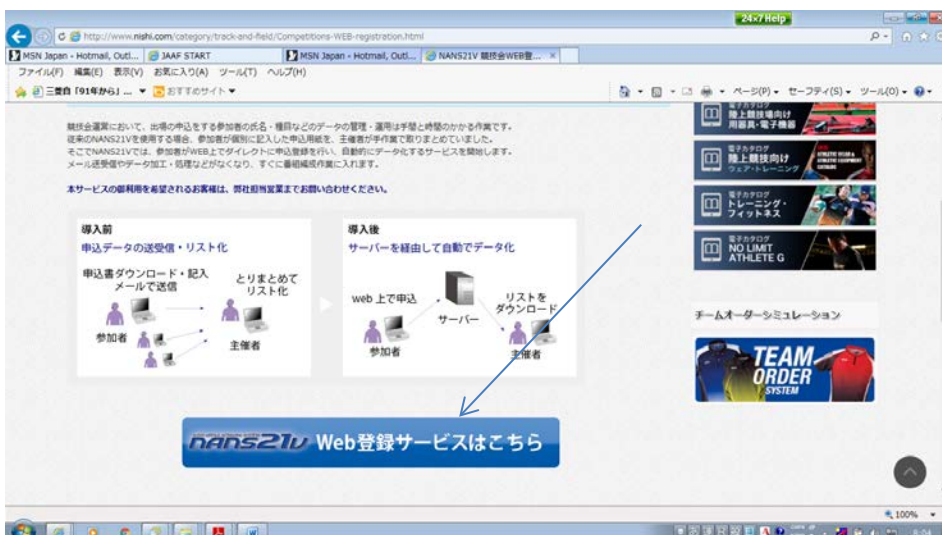 24×7 Help
http://www.nishi.com/category/track-and-field/Competitions-WEB-registration.html
MSN Japan - Hotmail, Outl...
JAAF START
MSN Japan - Hotmail, Outl...
NANS21V 競技会WEB登...
ファイル(F) 編集(E) 表示(V) お気に入り(A) ツール(T) ヘルプ(H)
三菱自「91年から」...
おすすめサイト
ページ(P)
セーフティ(S)
ツール(O)
競技会運営において、出場の申込をする参加者の氏名・種目などのデータの管理・運用は手間と時間のかかる作業です。
従来のNANS21Vを使用する場合、参加者が個別に記入した申込用紙を、主催者が手作業で取りまとめていました。
そこでNANS21Vでは、参加者がWEB上でダイレクトに申込登録を行い、自動的にデータ化するサービスを開始します。
メール送受信やデータ加工・処理などがなくなり、すぐに番組編成作業に入れます。
本サービスの御利用を希望されるお客様は、弊社担当営業までお問い合わせください。
導入前
申込データの送受信・リスト化
申込書ダウンロード・記入
メールで送信
とりまとめて
リスト化
参加者
主催者
導入後
サーバーを経由して自動でデータ化
web 上で申込
サーバー
リストを
ダウンロード
参加者
主催者
nans21v Web登録サービスはこちら
電子カタログ
陸上競技場向け
用器具・電子機器
電子カタログ
陸上競技向け
ウェア・トレーニング
電子カタログ
トレーニング・
フィットネス
電子カタログ
NO LIMIT
ATHLETE G
チームオーダーシミュレーション
TEAM
ORDER
SYSTEM
100%